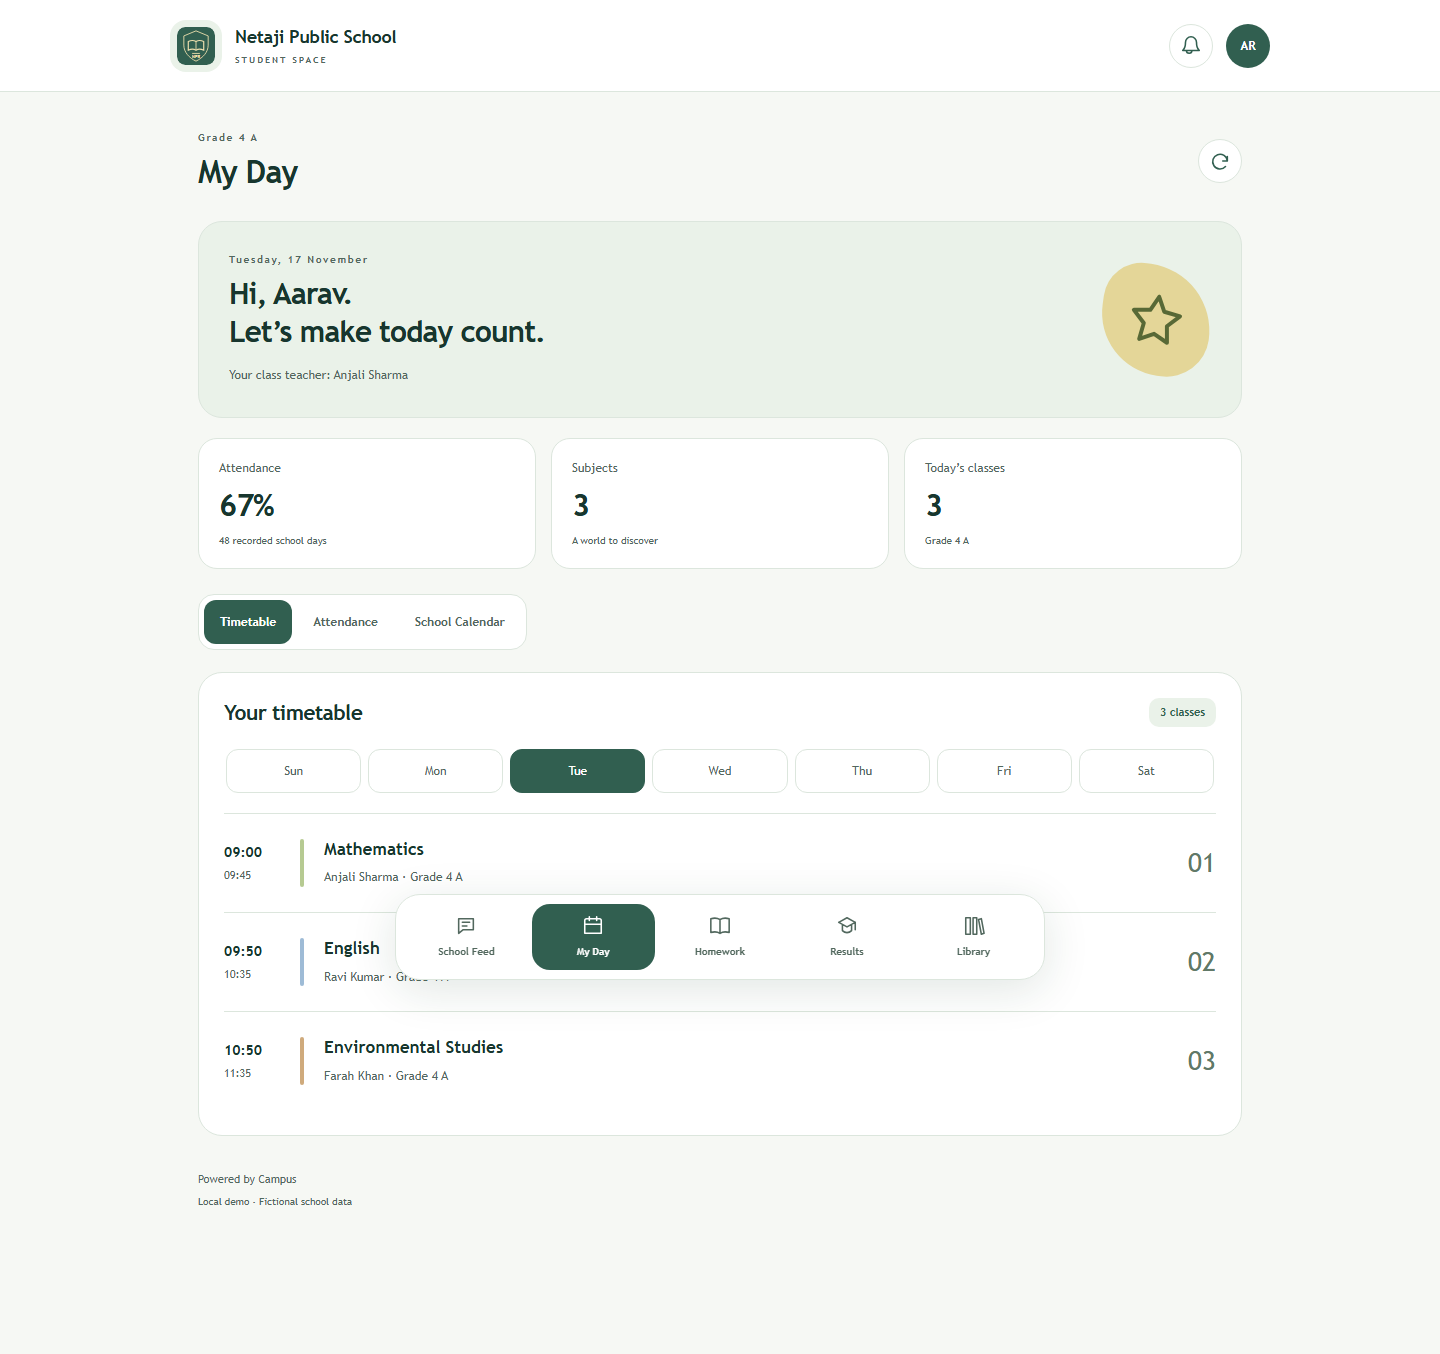 Netaji Public School
STUDENT SPACE
AR
Grade 4 A
My Day
Tuesday, 17 November
Hi, Aarav.
Let’s make today count.
Your class teacher: Anjali Sharma
Attendance
67%
48 recorded school days
Subjects
3
A world to discover
Today’s classes
3
Grade 4 A
Timetable Attendance School Calendar
Your timetable
3 classes
Sun Mon Tue Wed Thu Fri Sat
09:00
09:45
Mathematics
Anjali Sharma · Grade 4 A
01
09:50
10:35
English
Ravi Kumar ·
02
School Feed My Day Homework Results Library
10:50
11:35
Environmental Studies
Farah Khan · Grade 4 A
03
Powered by Campus
Local demo · Fictional school data